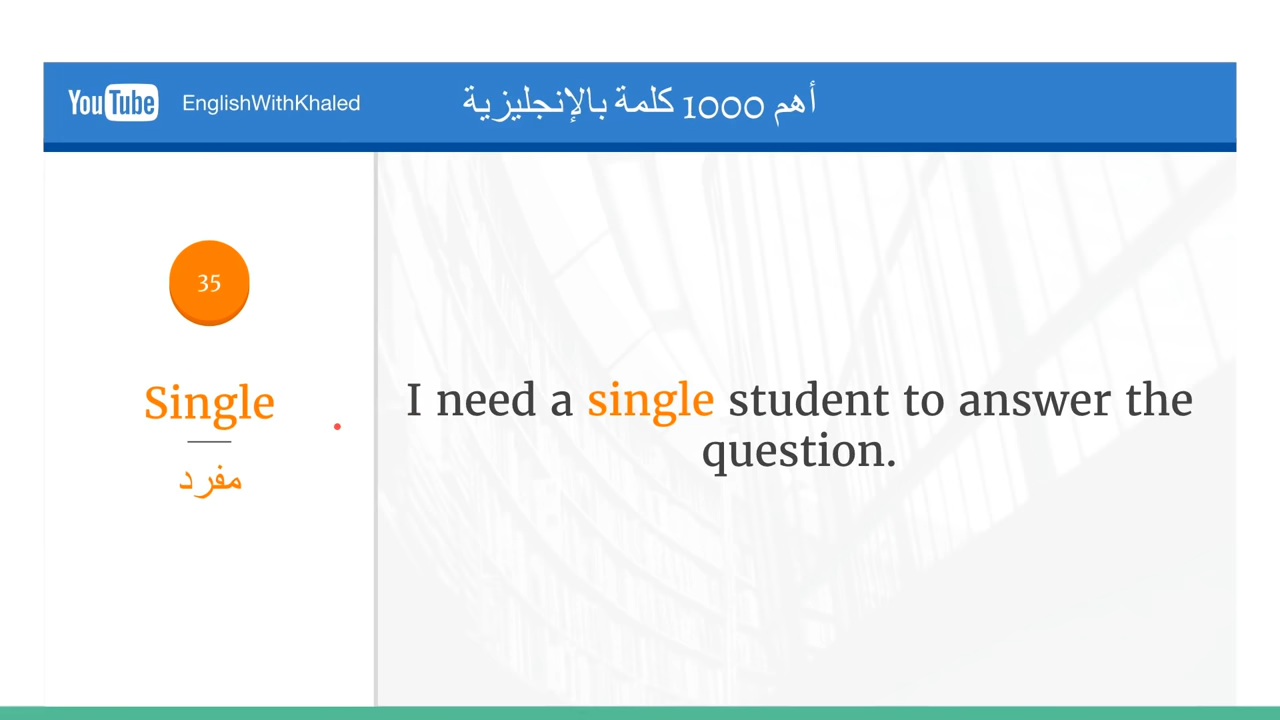 YouTube EnglishWithKhaled
أهم 1000 كلمة بالإنجليزية
35
Single
مفرد
I need a single student to answer the
question.